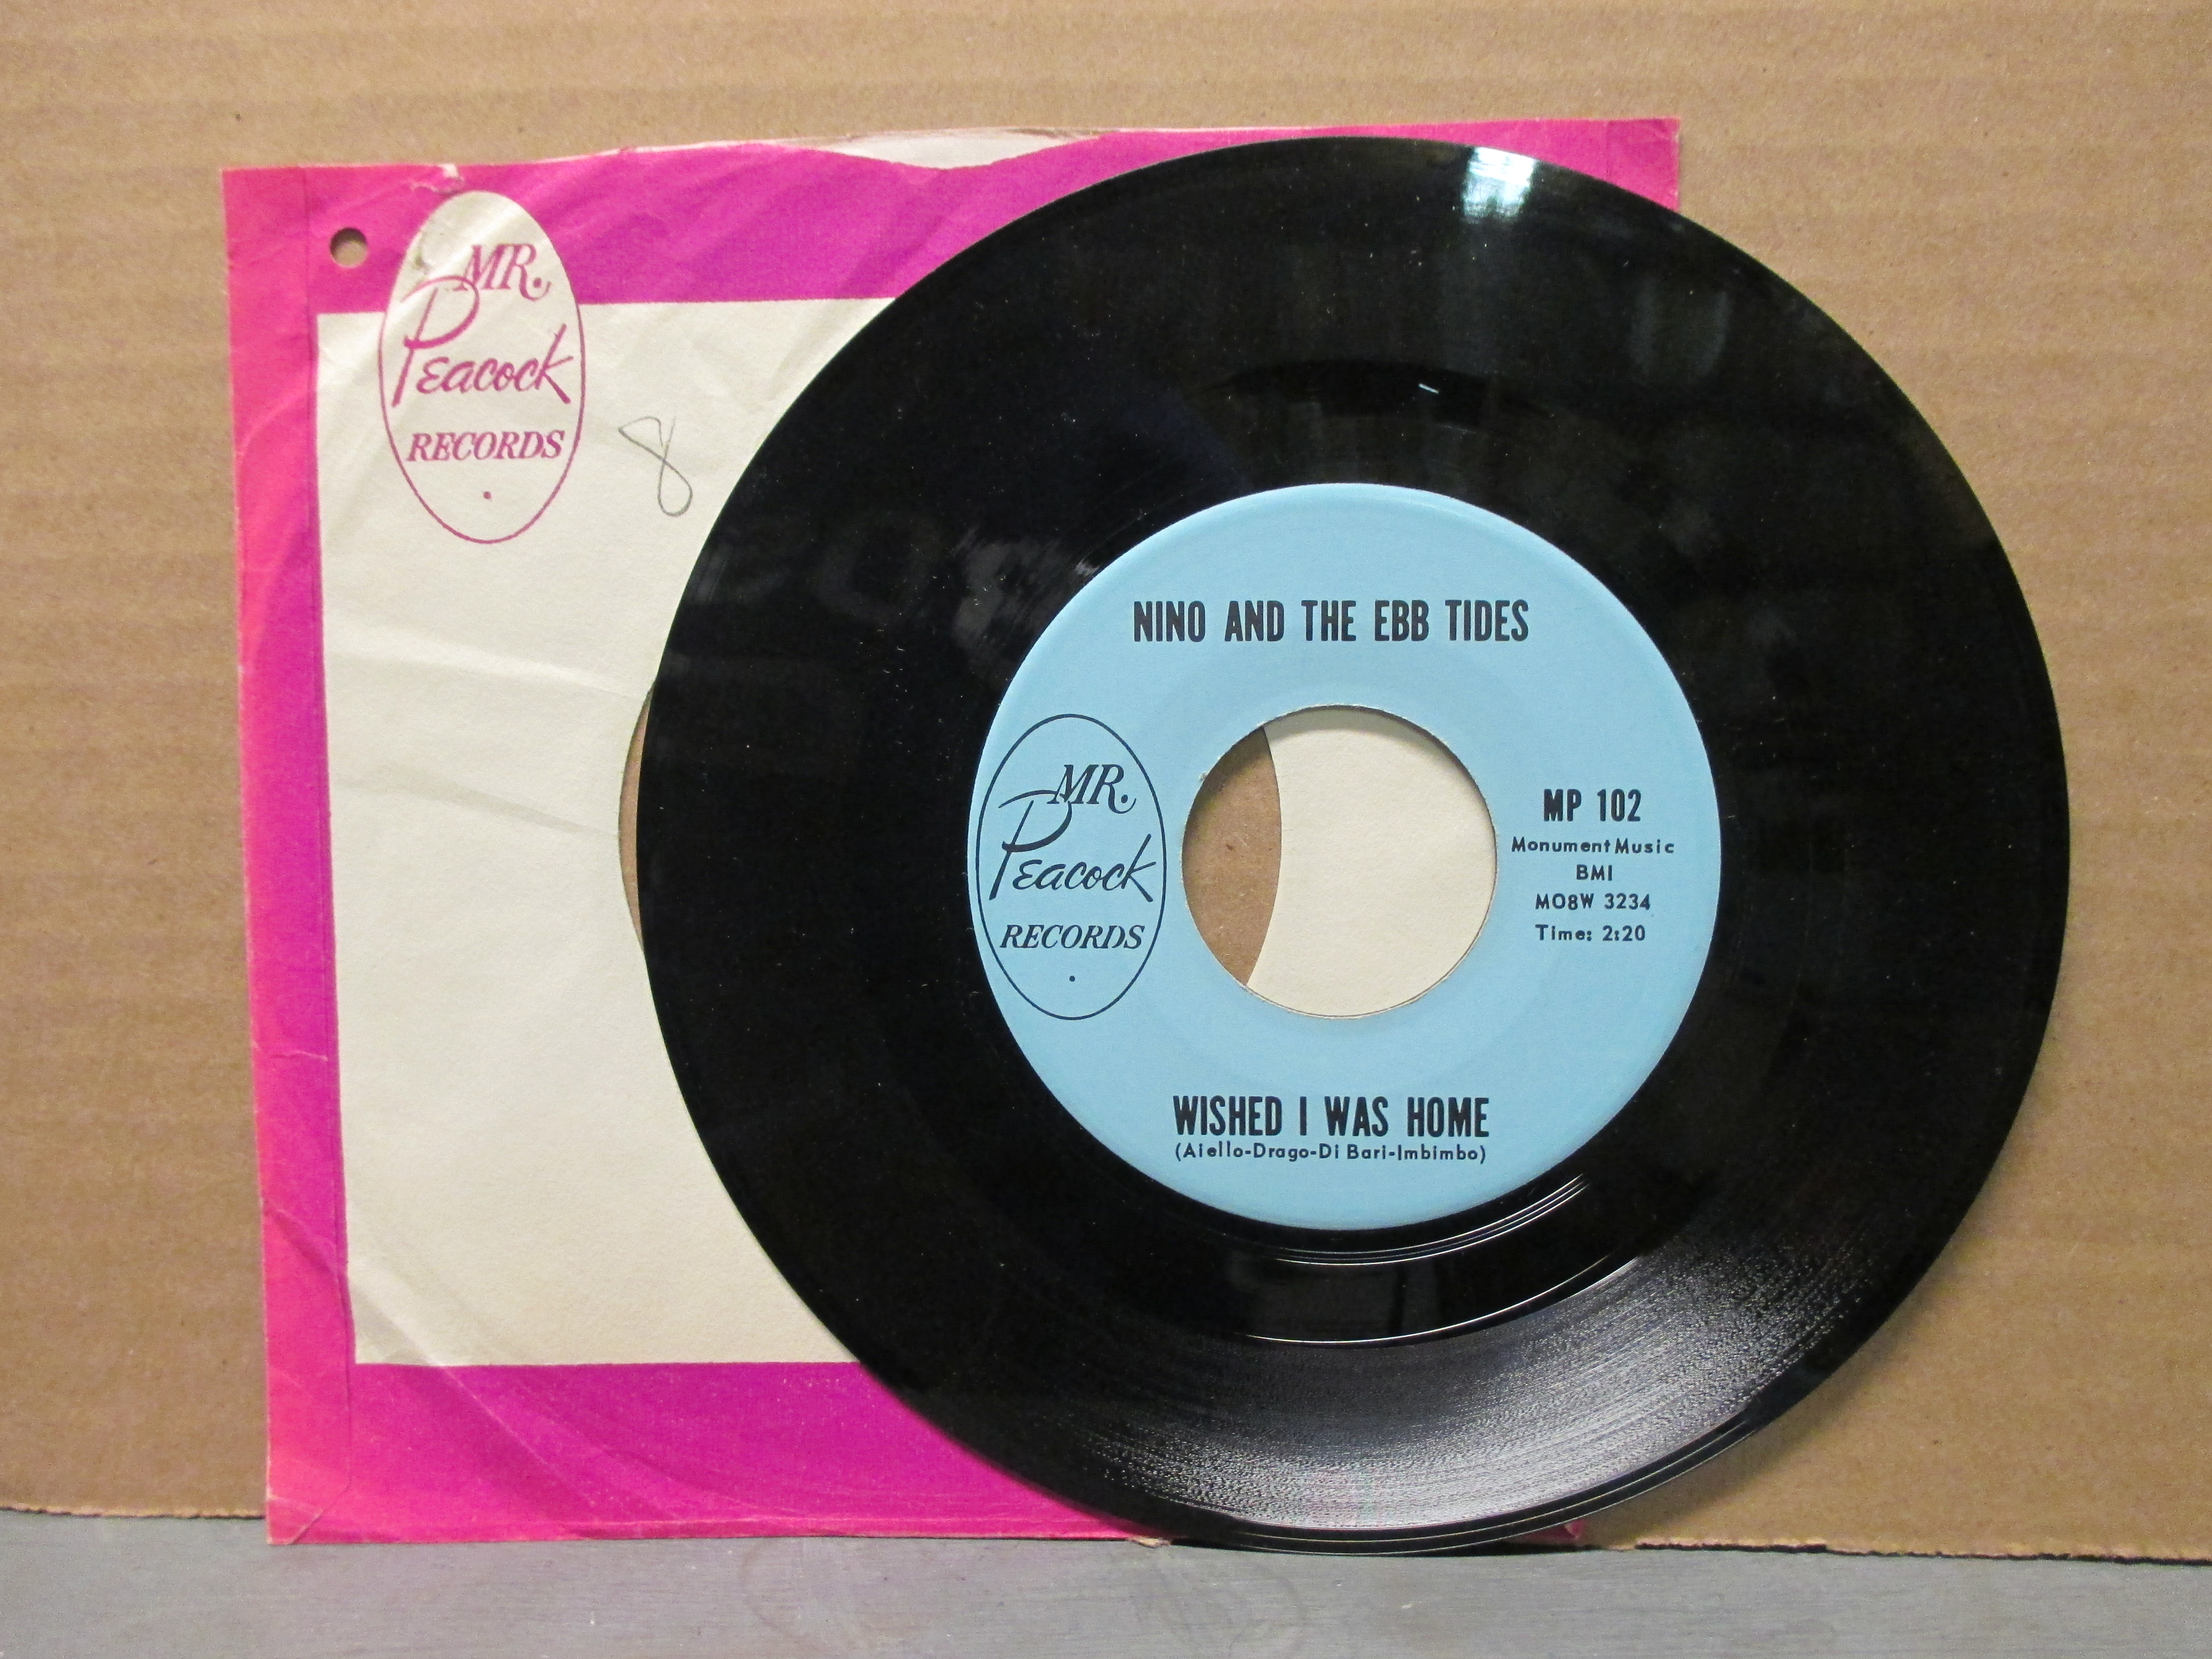 MR.
Peacock
RECORDS
8
NINO AND THE EBB TIDES
MR.
Peacock
RECORDS
MP 102
Monument Music
BMI
MO8W 3234
Time: 2:20
WISHED I WAS HOME
(Aiello-Drago-Di Bari-Imbimbo)